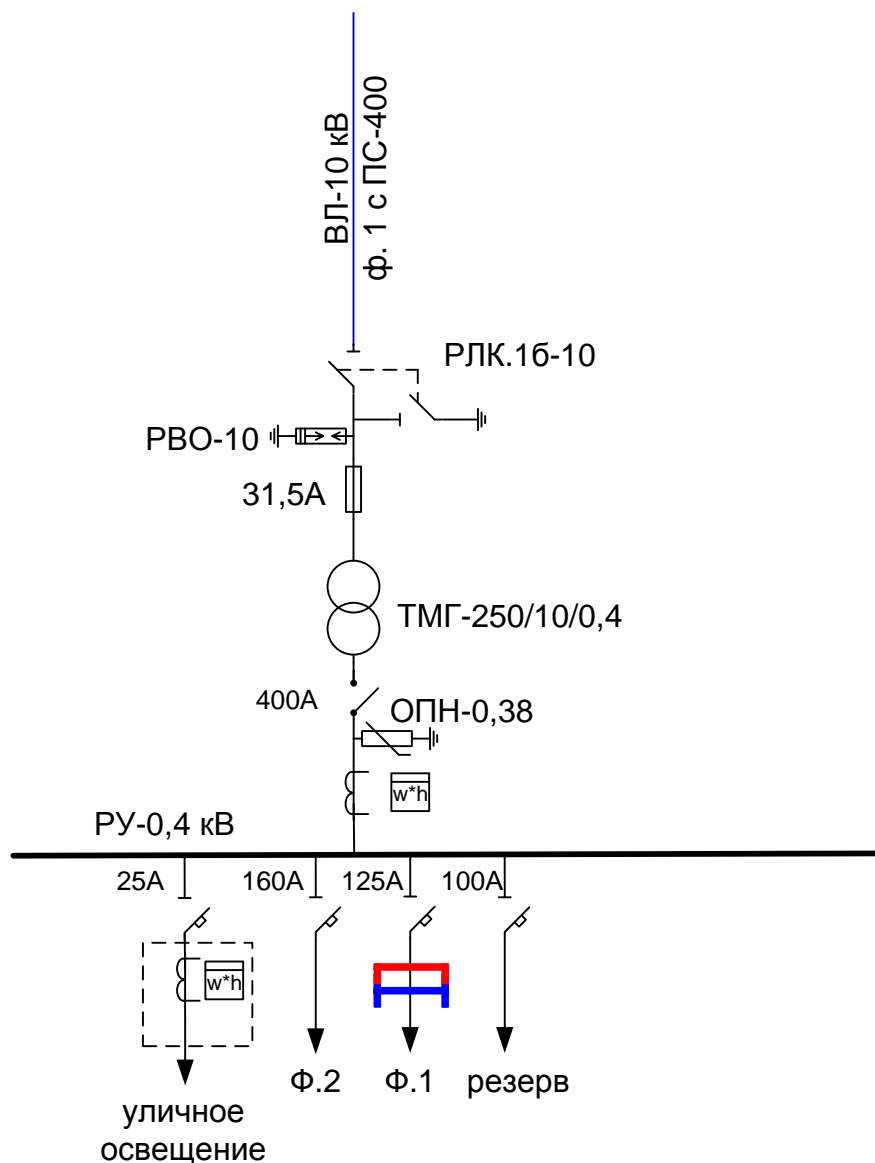 ВЛ-10 кВ
ф. 1 с ПС-400
РЛК.1б-10
РВО-10
31,5А
ТМГ-250/10/0,4
400А
ОПН-0,38
w*h
РУ-0,4 кВ
25А
160А
125А
100А
w*h
Ф.2
Ф.1
резерв
уличное
освещение